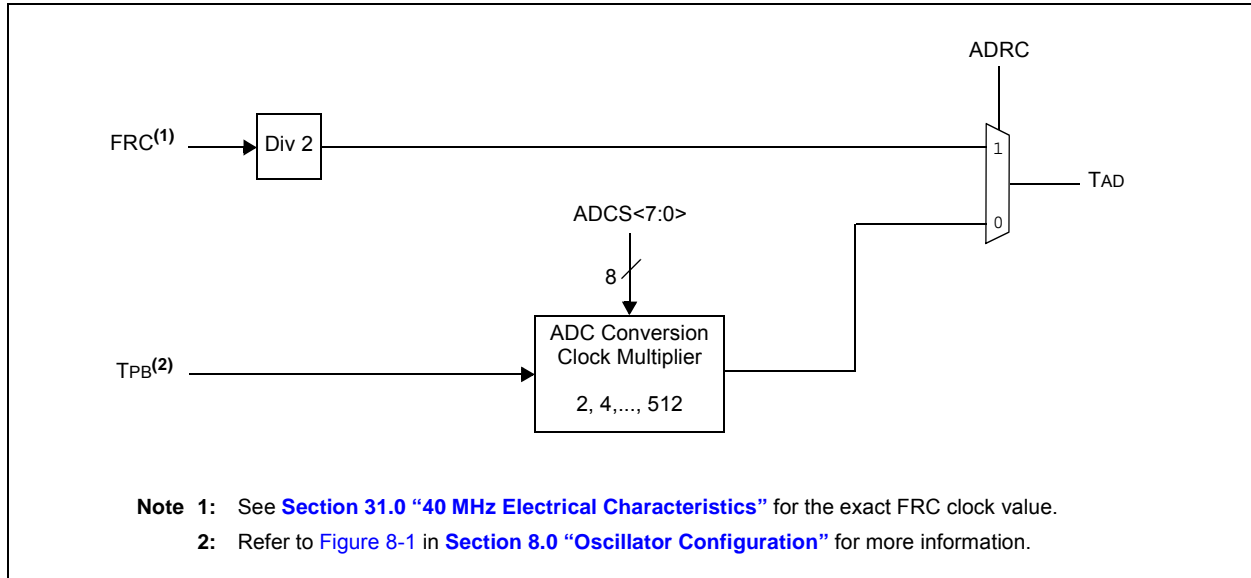 ADRC
FRC(1)
Div 2
1
TAD
ADCS<7:0>
0
8
ADC Conversion
Clock Multiplier
TPB(2)
2, 4,..., 512
Note 1: See Section 31.0 “40 MHz Electrical Characteristics” for the exact FRC clock value.
2: Refer to Figure 8-1 in Section 8.0 “Oscillator Configuration” for more information.